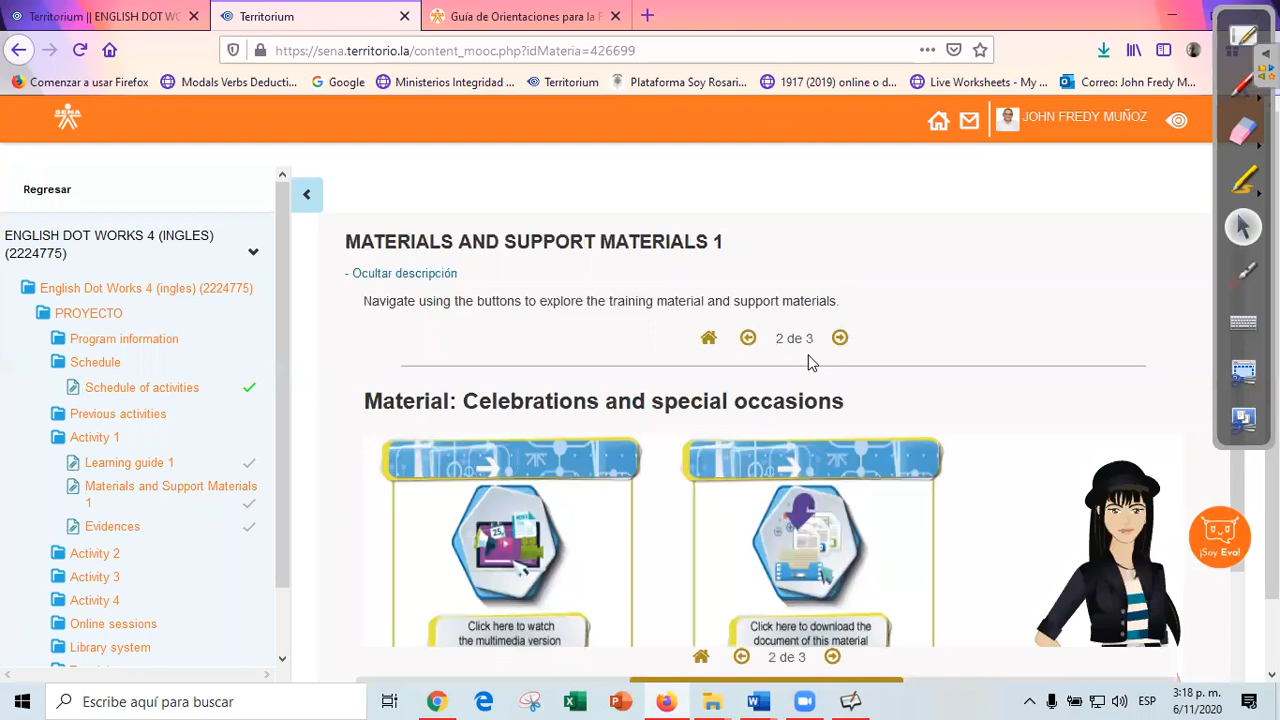 Territorium || ENGLISH DOT WC
Territorium
Guía de Orientaciones para la F
https://sena.territorio.la/content_mooc.php?idMateria=426699
Comenzar a usar Firefox
Modals Verbs Deducti...
Google
Ministerios Integridad ...
Territorium
Plataforma Soy Rosari...
1917 (2019) online o d...
Live Worksheets - My ...
Correo: John Fredy M...
SENA
JOHN FREDY MUÑOZ
Regresar
ENGLISH DOT WORKS 4 (INGLES)
(2224775)
English Dot Works 4 (ingles) (2224775)
PROYECTO
Program information
Schedule
Schedule of activities
Previous activities
Activity 1
Learning guide 1
Materials and Support Materials
1
Evidences
Activity 2
Activity 3
Activity 4
Online sessions
Library system
MATERIALS AND SUPPORT MATERIALS 1
- Ocultar descripción
Navigate using the buttons to explore the training material and support materials.
2 de 3
Material: Celebrations and special occasions
25
Click here to watch
the multimedia version
Click here to download the
document of this material
¡Soy Eva!
2 de 3
Escribe aquí para buscar
ESP
3:18 p. m.
6/11/2020